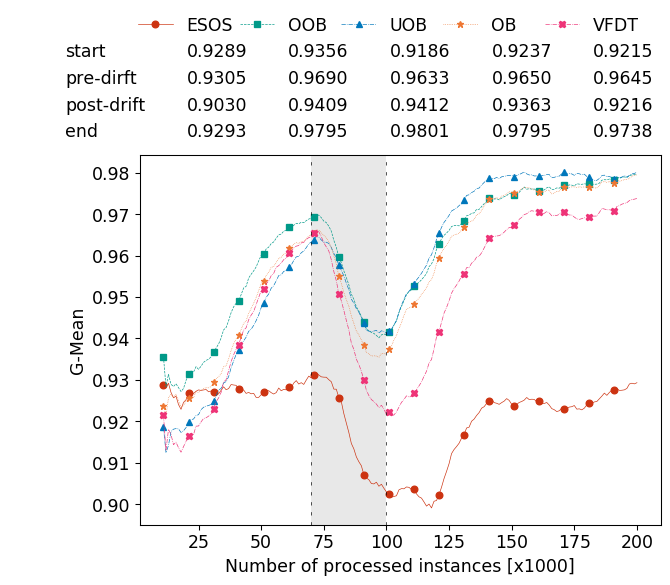 ESOS OOB UOB OB VFDT
start 0.9289 0.9356 0.9186 0.9237 0.9215
pre-dirft 0.9305 0.9690 0.9633 0.9650 0.9645
post-drift 0.9030 0.9409 0.9412 0.9363 0.9216
end 0.9293 0.9795 0.9801 0.9795 0.9738
0.98
0.97
0.96
0.95
0.94
0.93
0.92
0.91
0.90
G-Mean
25 50 75 100 125 150 175 200
Number of processed instances [x1000]